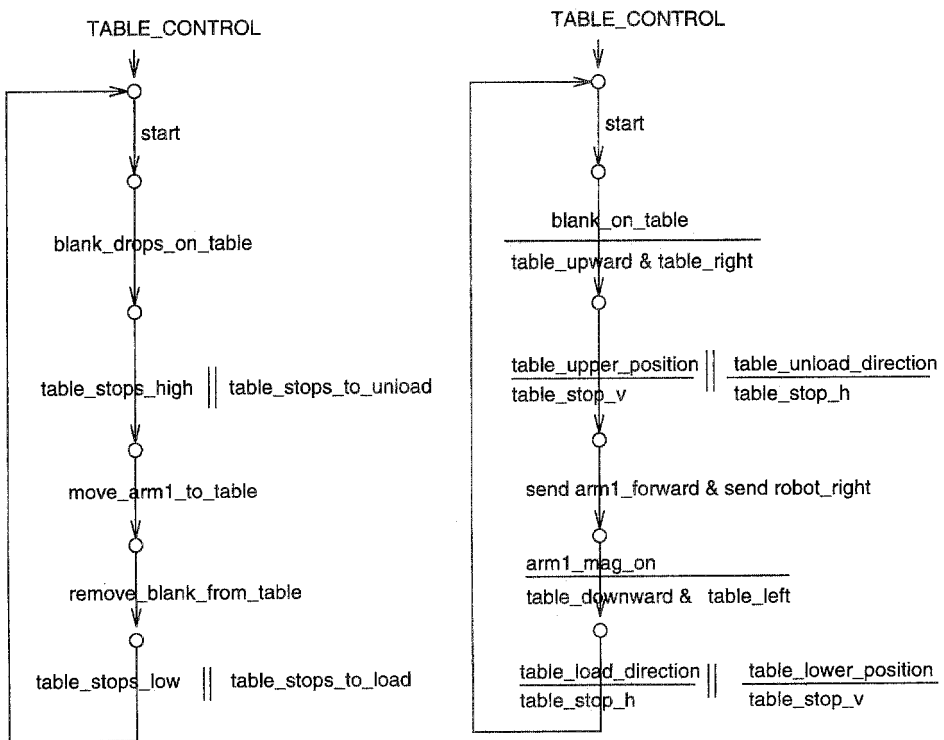 TABLE_CONTROL
start
blank_drops_on_table
table_stops_high || table_stops_to_unload
move_arm1_to_table
remove_blank_from_table
table_stops_low || table_stops_to_load
TABLE_CONTROL
start
blank_on_table
table_upward & table_right
table_upper_position || table_unload_direction
table_stop_v table_stop_h
send arm1_forward & send robot_right
arm1_mag_on
table_downward & table_left
table_load_direction || table_lower_position
table_stop_h table_stop_v